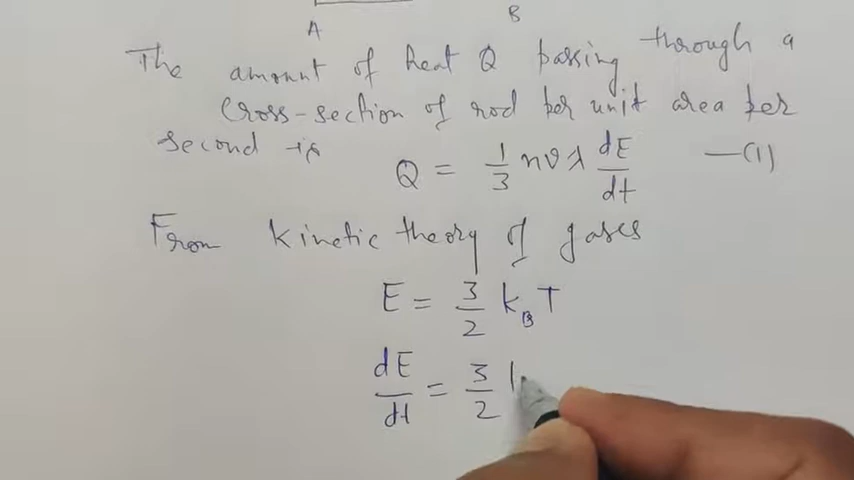 A B
The amount of heat Q passing through a
cross-section of rod per unit area per
second is
Q = 1/3 nvλ dE/dt —(1)
From kinetic theory of gases
E = 3/2 k_B T
dE/dt = 3/2